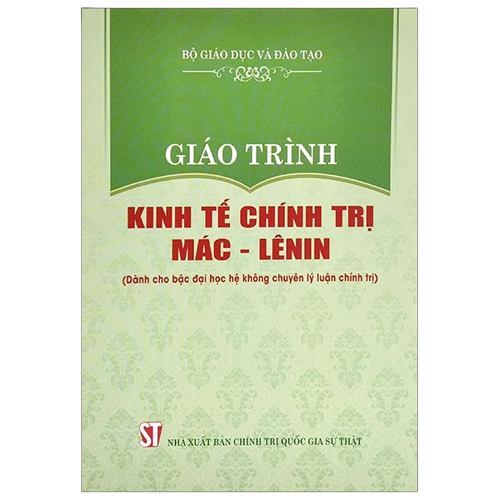 BỘ GIÁO DỤC VÀ ĐÀO TẠO
GIÁO TRÌNH
KINH TẾ CHÍNH TRỊ
MÁC - LÊNIN
(Dành cho bậc đại học hệ không chuyên lý luận chính trị)
ST NHÀ XUẤT BẢN CHÍNH TRỊ QUỐC GIA SỰ THẬT